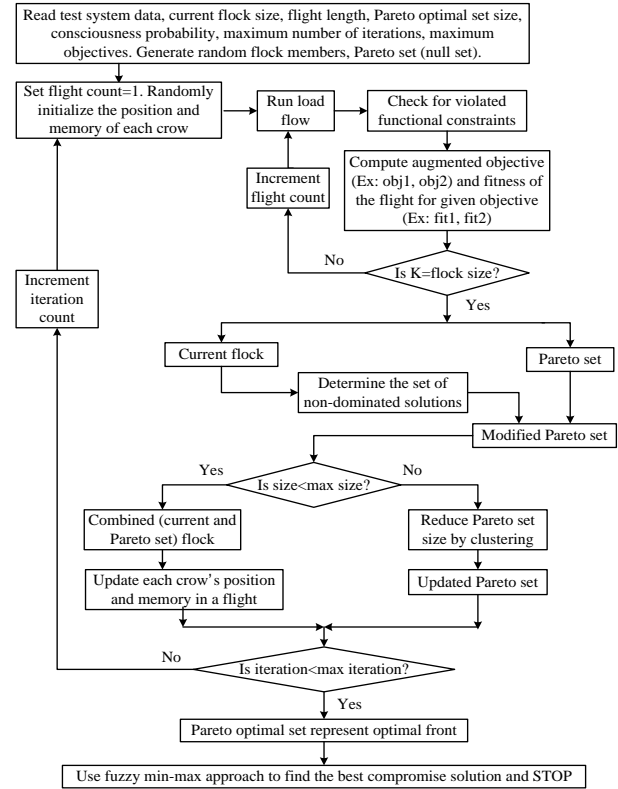 Read test system data, current flock size, flight length, Pareto optimal set size,
consciousness probability, maximum number of iterations, maximum
objectives. Generate random flock members, Pareto set (null set).
Set flight count=1. Randomly
initialize the position and
memory of each crow
Run load
flow
Check for violated
functional constraints
Increment
flight count
Compute augmented objective
(Ex: obj1, obj2) and fitness of
the flight for given objective
(Ex: fit1, fit2)
No
Is K=flock size?
Yes
Increment
iteration
count
Current flock
Pareto set
Determine the set of
non-dominated solutions
Modified Pareto set
Yes
Is size<max size?
No
Combined (current and
Pareto set) flock
Reduce Pareto set
size by clustering
Update each crow's position
and memory in a flight
Updated Pareto set
No
Is iteration<max iteration?
Yes
Pareto optimal set represent optimal front
Use fuzzy min-max approach to find the best compromise solution and STOP